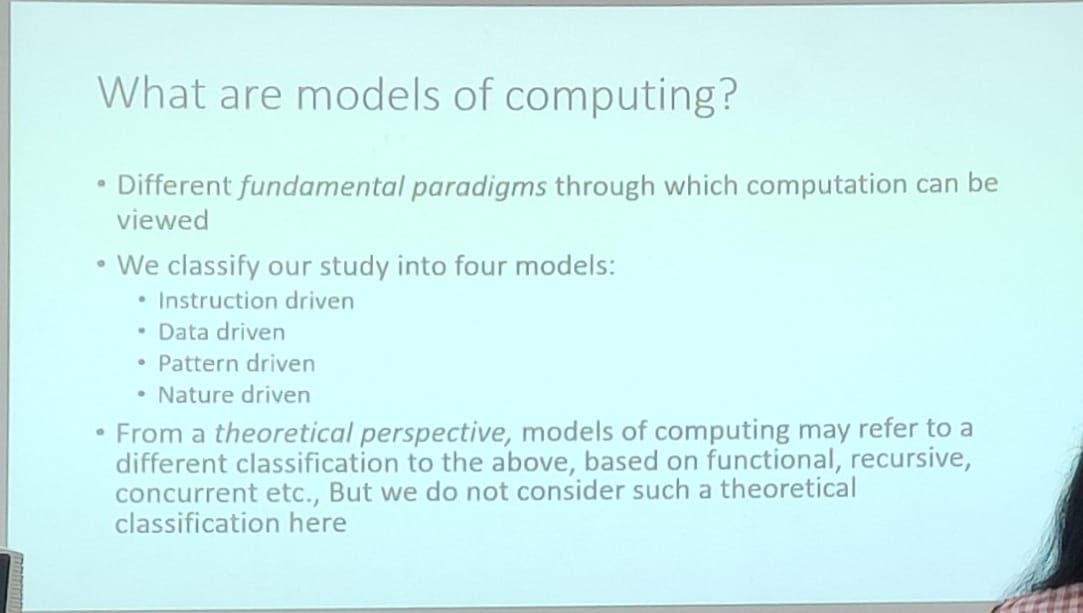 What are models of computing?
• Different fundamental paradigms through which computation can be
viewed
• We classify our study into four models:
• Instruction driven
• Data driven
• Pattern driven
• Nature driven
• From a theoretical perspective, models of computing may refer to a
different classification to the above, based on functional, recursive,
concurrent etc., But we do not consider such a theoretical
classification here